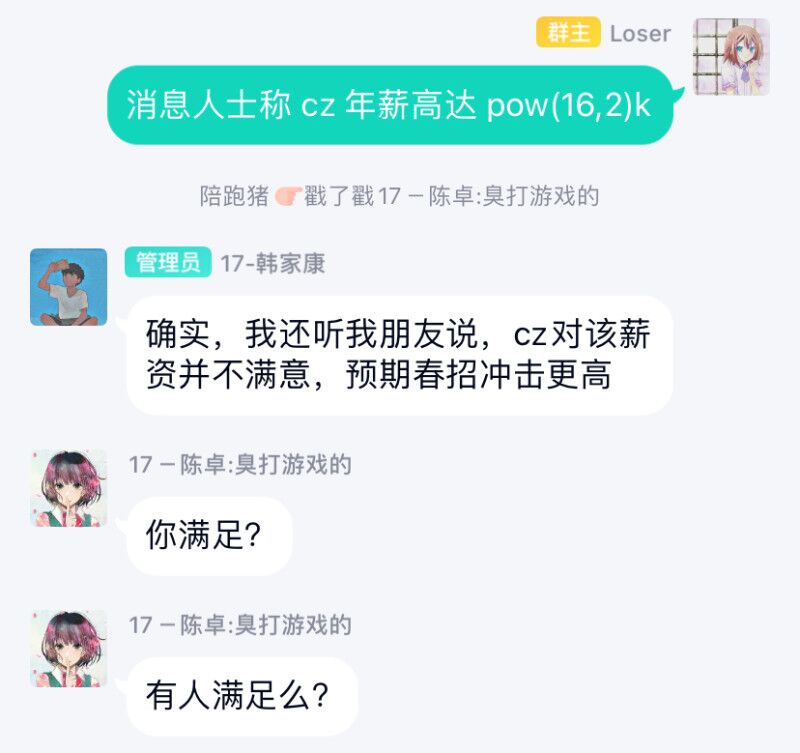 群主 Loser
消息人士称 cz 年薪高达 pow(16,2)k
陪跑猪 👉 戳了戳 17 – 陈卓:臭打游戏的
管理员 17-韩家康
确实，我还听我朋友说，cz对该薪
资并不满意，预期春招冲击更高
17 – 陈卓:臭打游戏的
你满足?
17 – 陈卓:臭打游戏的
有人满足么?